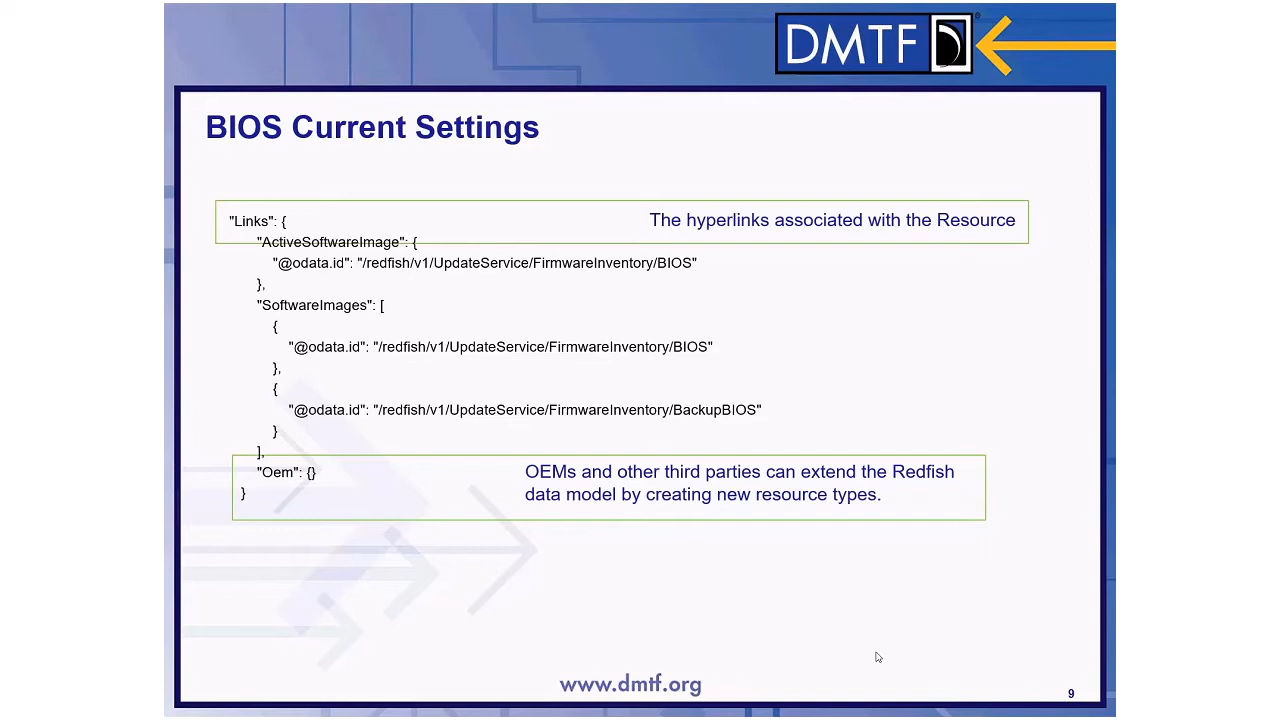 DMTF
BIOS Current Settings
"Links": {
The hyperlinks associated with the Resource
"ActiveSoftwareImage": {
"@odata.id": "/redfish/v1/UpdateService/FirmwareInventory/BIOS"
},
"SoftwareImages": [
{
"@odata.id": "/redfish/v1/UpdateService/FirmwareInventory/BIOS"
},
{
"@odata.id": "/redfish/v1/UpdateService/FirmwareInventory/BackupBIOS"
}
],
"Oem": {}
}
OEMs and other third parties can extend the Redfish
data model by creating new resource types.
www.dmtf.org
9